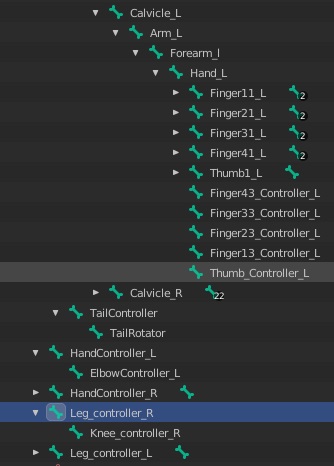 Calvicle_L
Arm_L
Forearm_l
Hand_L
Finger11_L 2
Finger21_L 2
Finger31_L 2
Finger41_L 2
Thumb1_L
Finger43_Controller_L
Finger33_Controller_L
Finger23_Controller_L
Finger13_Controller_L
Thumb_Controller_L
Calvicle_R 22
TailController
TailRotator
HandController_L
ElbowController_L
HandController_R
Leg_controller_R
Knee_controller_R
Leg_controller_L